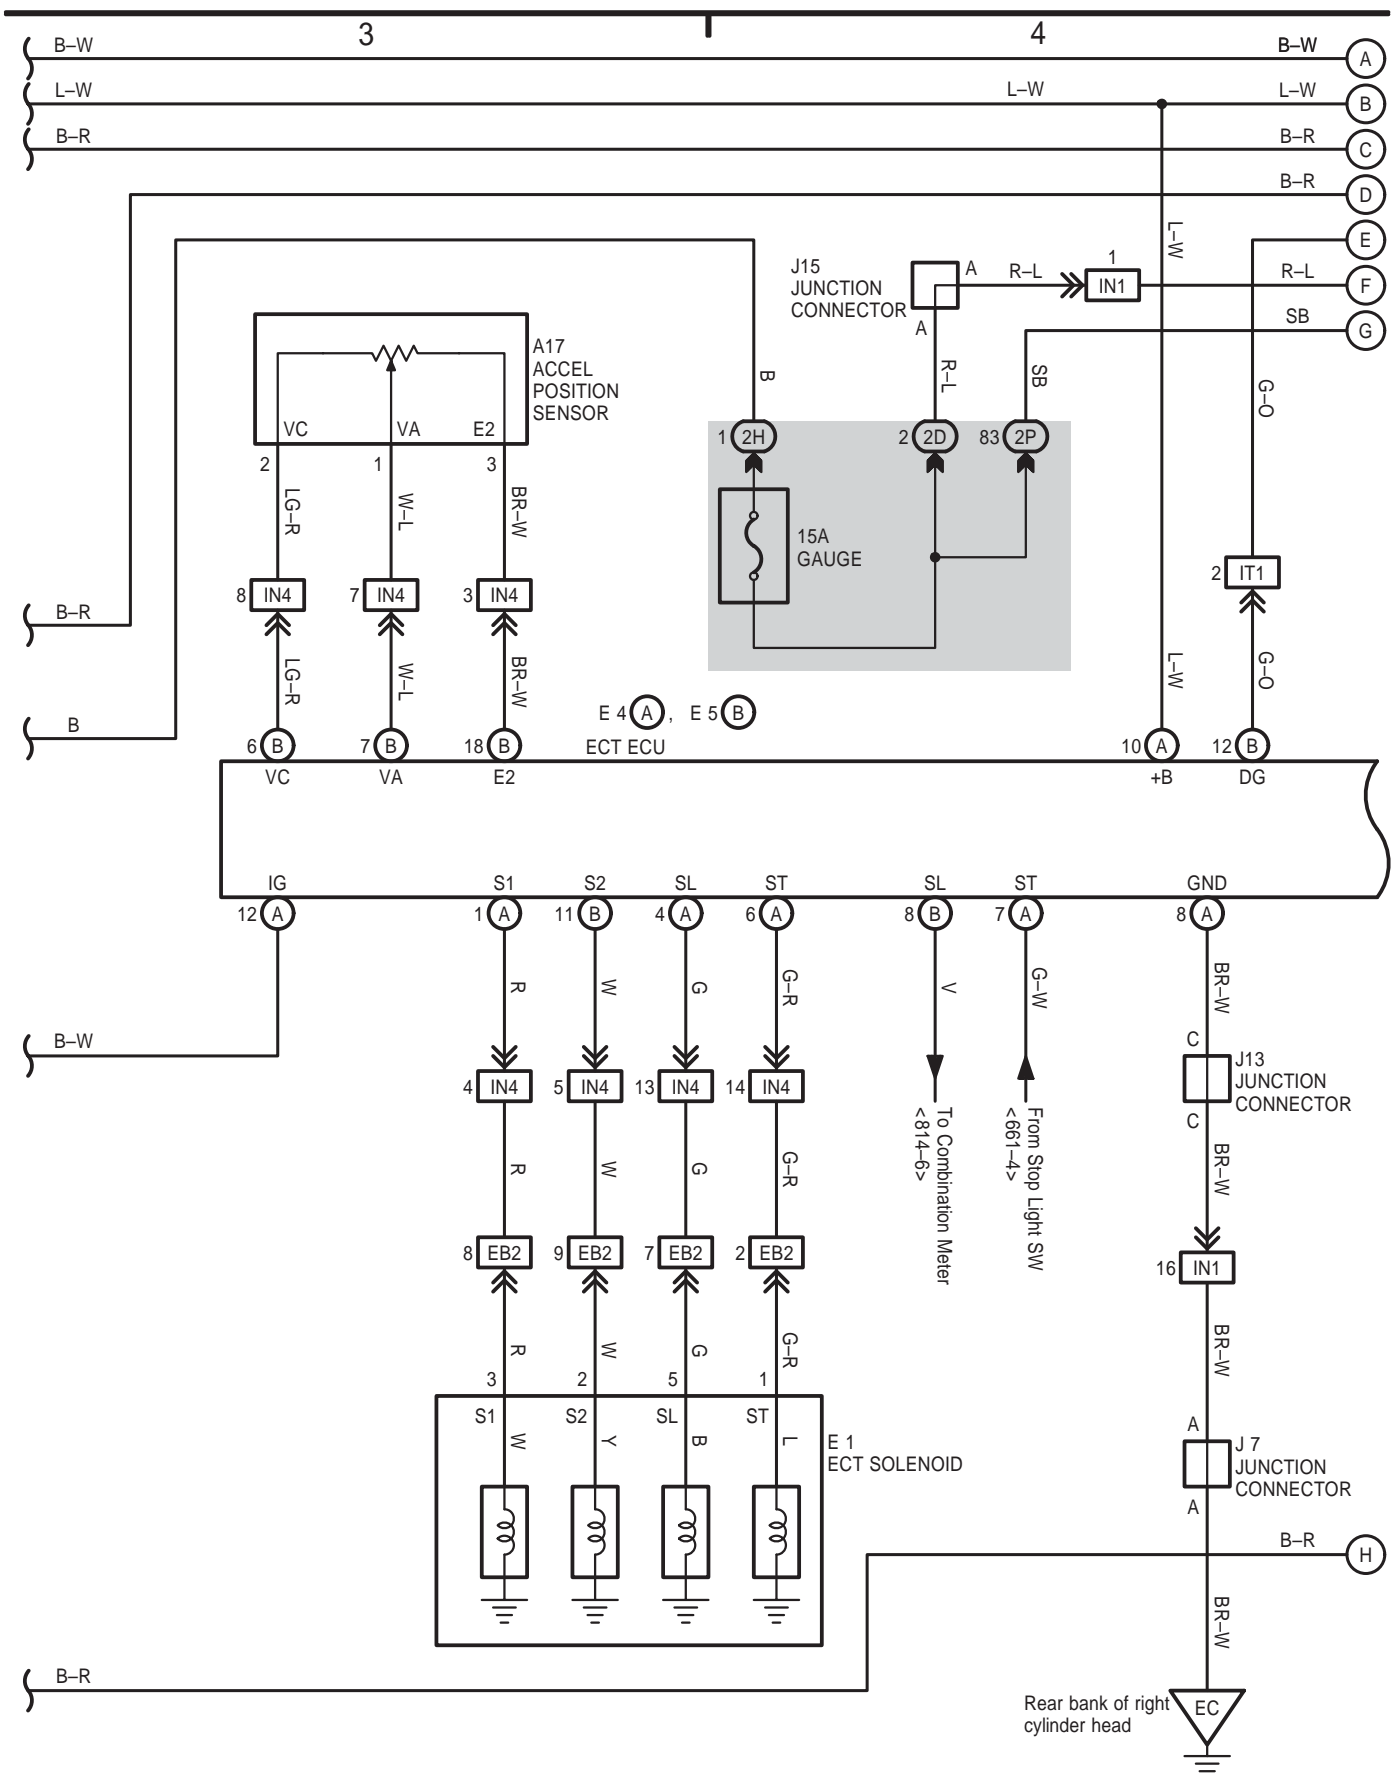 3
4
B–W
B–W
A
L–W
L–W
L–W
B
B–R
B–R
C
B–R
D
E
L–W
J15
JUNCTION
CONNECTOR
A
R–L
1
IN1
R–L
F
A
SB
G
A17
ACCEL
POSITION
SENSOR
VC
VA
E2
B
R–L
SB
G–O
1
2H
2
2D
83
2P
2
1
3
LG–R
W–L
BR–W
15A
GAUGE
8
IN4
7
IN4
3
IN4
2
IT1
B–R
LG–R
W–L
BR–W
L–W
G–O
E 4 A , E 5 B
ECT ECU
B
6
B
7
B
18
B
10
A
12
B
VC
VA
E2
+B
DG
IG
S1
S2
SL
ST
SL
ST
GND
12
A
1
A
11
B
4
A
6
A
8
B
7
A
8
A
R
W
G
G–R
V
G–W
BR–W
B–W
C
J13
JUNCTION
CONNECTOR
C
4
IN4
5
IN4
13
IN4
14
IN4
To Combination Meter
<814–6>
From Stop Light SW
<661–4>
R
W
G
G–R
BR–W
8
EB2
9
EB2
7
EB2
2
EB2
16
IN1
R
W
G
G–R
BR–W
3
2
5
1
S1
S2
SL
ST
W
Y
B
L
E 1
ECT SOLENOID
A
J 7
JUNCTION
CONNECTOR
A
B–R
H
BR–W
B–R
Rear bank of right
cylinder head
EC